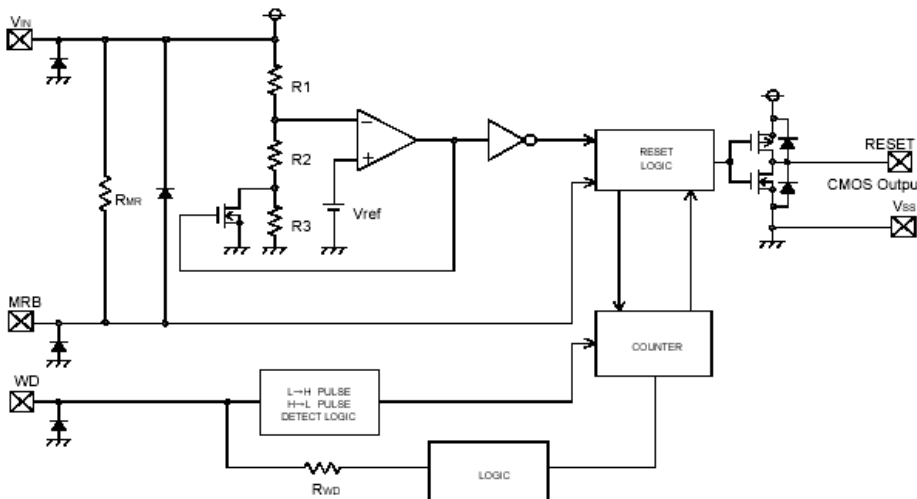 VIN
R1
R2
R3
RMR
−
+
Vref
RESET
LOGIC
RESET
CMOS Outpu
VSS
MRB
COUNTER
WD
L→H PULSE
H→L PULSE
DETECT LOGIC
RWD
LOGIC